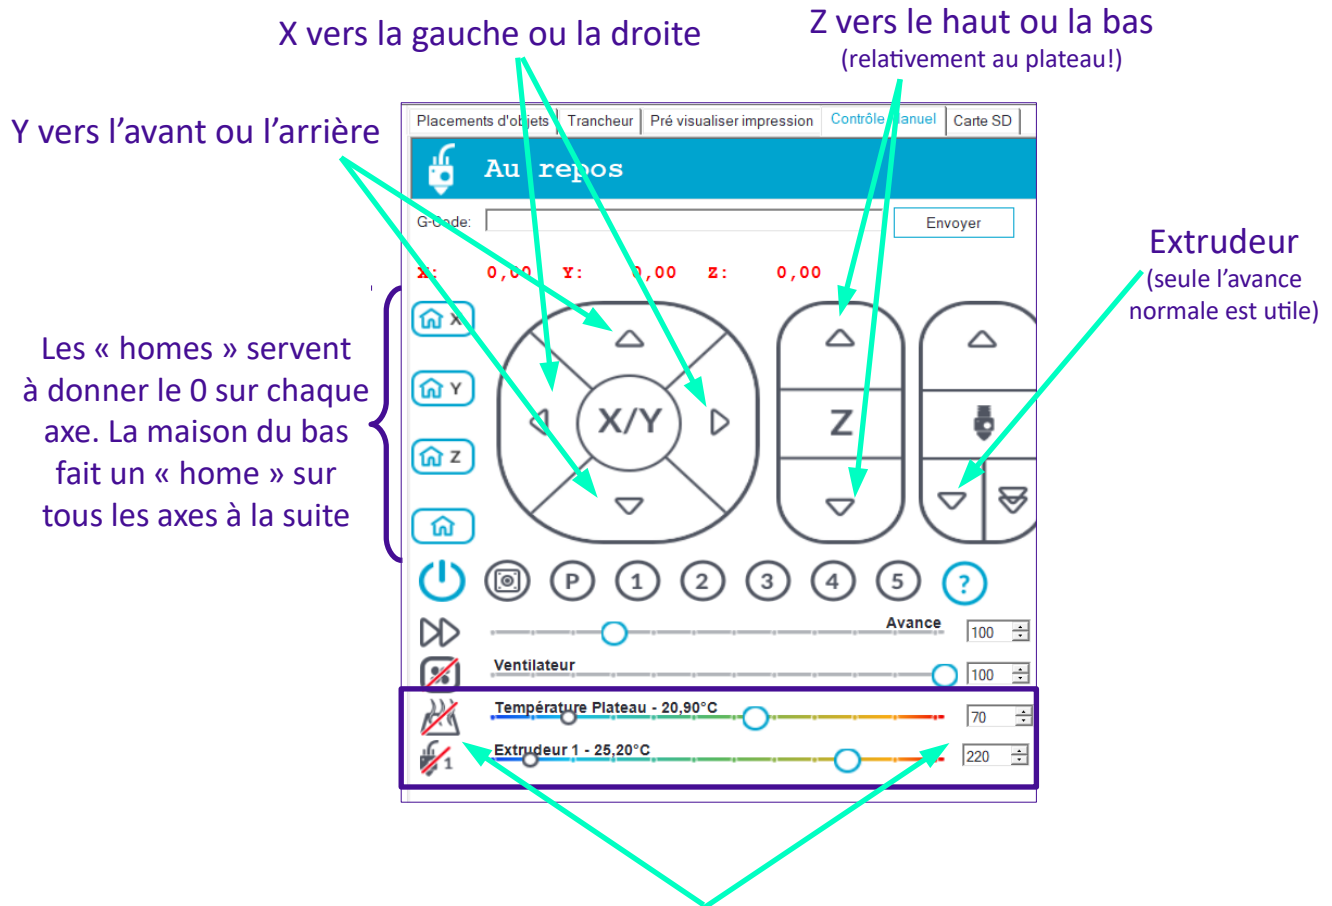 X vers la gauche ou la droite
Z vers le haut ou la bas
(relativement au plateau!)
Y vers l'avant ou l'arrière
Placements d'objets
Trancheur
Pré visualiser impression
Contrôle Manuel
Carte SD
Au repos
G-Code:
Envoyer
X: 0,00 Y: 0,00 Z: 0,00
Extrudeur
(seule l'avance
normale est utile)
Les « homes » servent
à donner le 0 sur chaque
axe. La maison du bas
fait un « home » sur
tous les axes à la suite
X
Y
Z
X/Y
Z
P
1
2
3
4
5
?
Avance
100
Ventilateur
100
Température Plateau - 20,90°C
70
1
Extrudeur 1 - 25,20°C
220